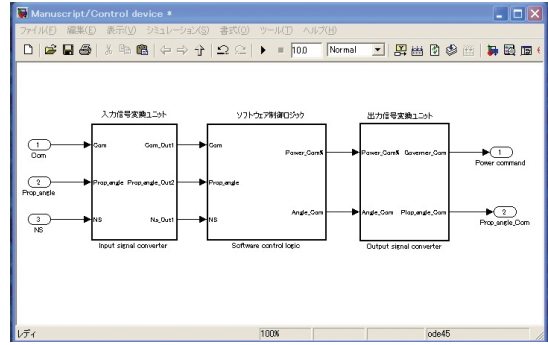 Manuscript/Control device *
ファイル(F) 編集(E) 表示(V) シミュレーション(S) 書式(O) ツール(T) ヘルプ(H)
10.0 Normal
入力信号変換ユニット ソフトウェア制御ロジック 出力信号変換ユニット
1 Com Com_Out1 Com Power_Com% Power_Com% Governer_Com 1
Com Power command
2 Prop_angle Prop_angle_Out2 Prop_angle
Prop_angle
3 NS Ns_Out1 NS Angle_Com Angle_Com Plop_angle_Com 2
NS Prop_angle_Com
Input signal converter Software control logic Output signal converter
レディ 100% ode45